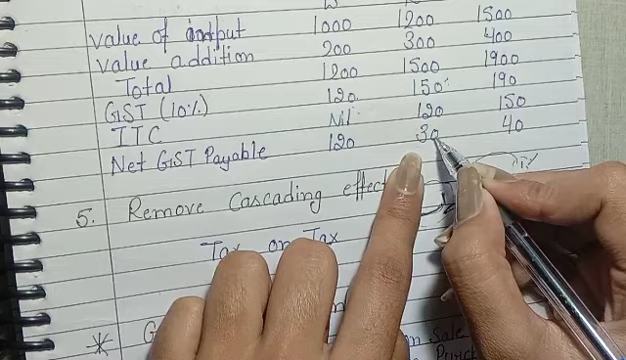 value of input 1000 1200 1500
value addition 200 300 400
Total 1200 1500 1900
GST (10%) 120 150 190
ITC Nil 120 150
Net GST Payable 120 30 40
5. Remove Cascading effect
Tax on Tax
* G
Sale